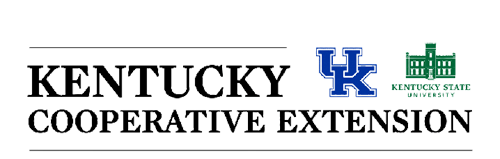 KENTUCKY
UK
KENTUCKY STATE
UNIVERSITY
COOPERATIVE EXTENSION